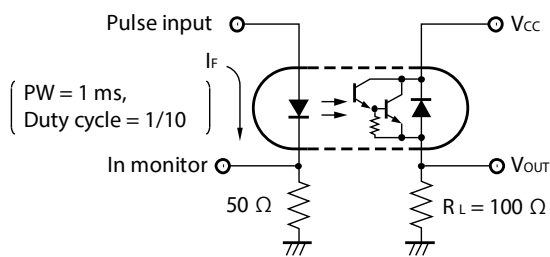 Pulse input
VCC
IF
PW = 1 ms,
Duty cycle = 1/10
In monitor
VOUT
50 Ω
RL = 100 Ω